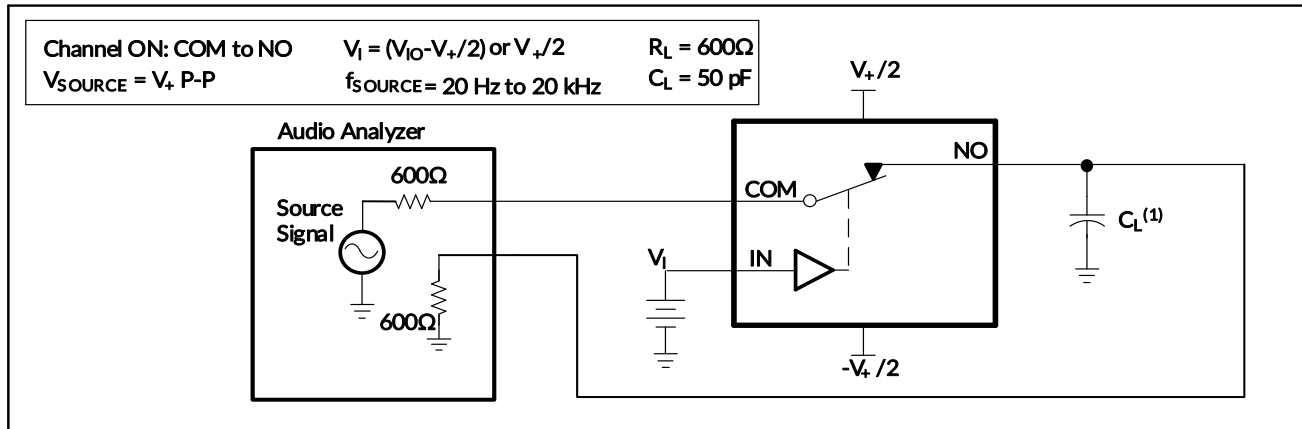 Channel ON: COM to NO V_I = (V_IO-V_+/2) or V_+/2 R_L = 600Ω
V_SOURCE = V_+ P-P f_SOURCE = 20 Hz to 20 kHz C_L = 50 pF
V_+/2
Audio Analyzer
NO
600Ω
COM
Source
Signal
C_L^(1)
V_I
IN
600Ω
-V_+/2